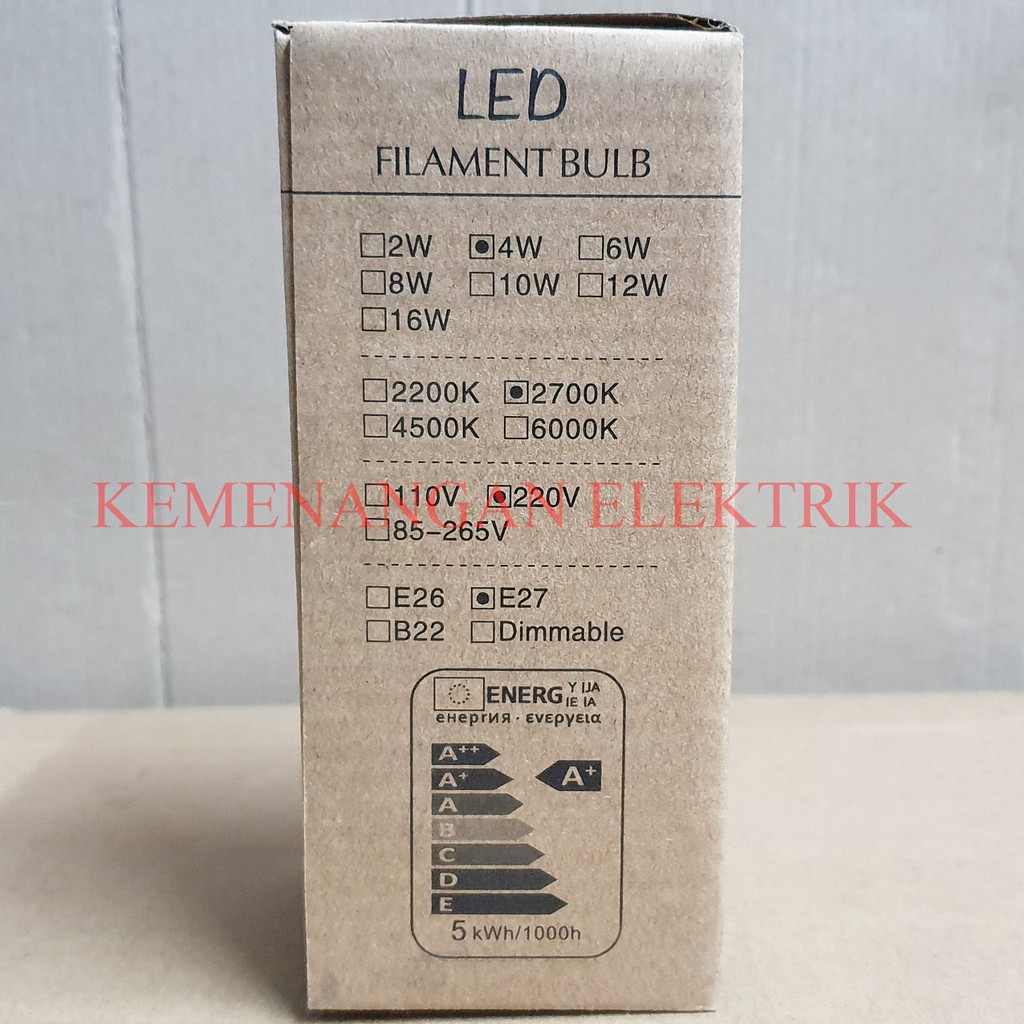 LED
FILAMENT BULB
2W 4W 6W
8W 10W 12W
16W
2200K 2700K
4500K 6000K
110V 220V
KEMENANGAN ELEKTRIK
85-265V
E26 E27
B22 Dimmable
ENERG Y IJA
IE IA
енергия · ενεργεια
A++
A+ A+
A
B
C
D
E
5 kWh/1000h